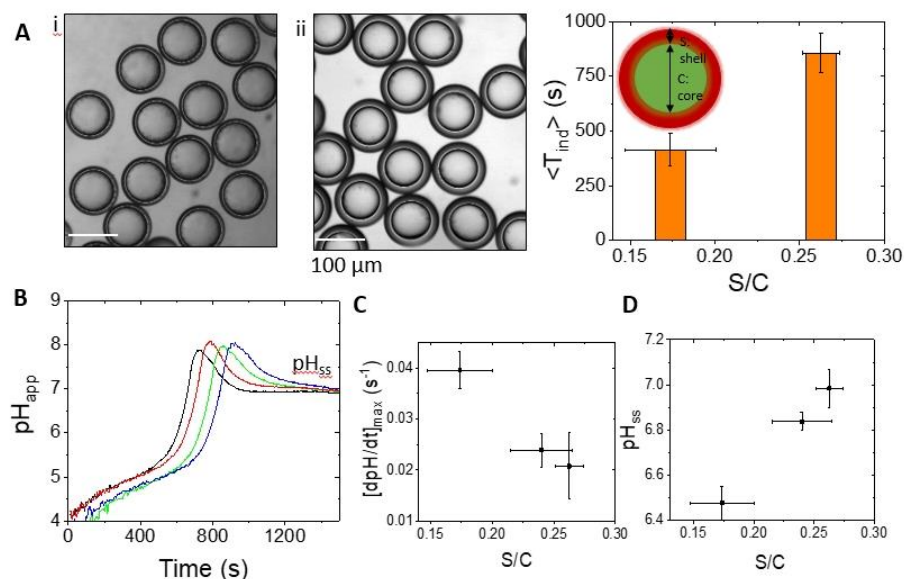 A
i
ii
100 µm
<T_ind> (s)
1000
750
500
250
0
0.15
0.20
0.25
0.30
S/C
S:
shell
C:
core
B
pH_app
9
8
7
6
5
4
0
400
800
1200
Time (s)
pH_ss
C
[dpH/dt]_max (s⁻¹)
0.04
0.03
0.02
0.01
0.15
0.20
0.25
0.30
S/C
D
pH_ss
7.2
7.0
6.8
6.6
6.4
0.15
0.20
0.25
0.30
S/C